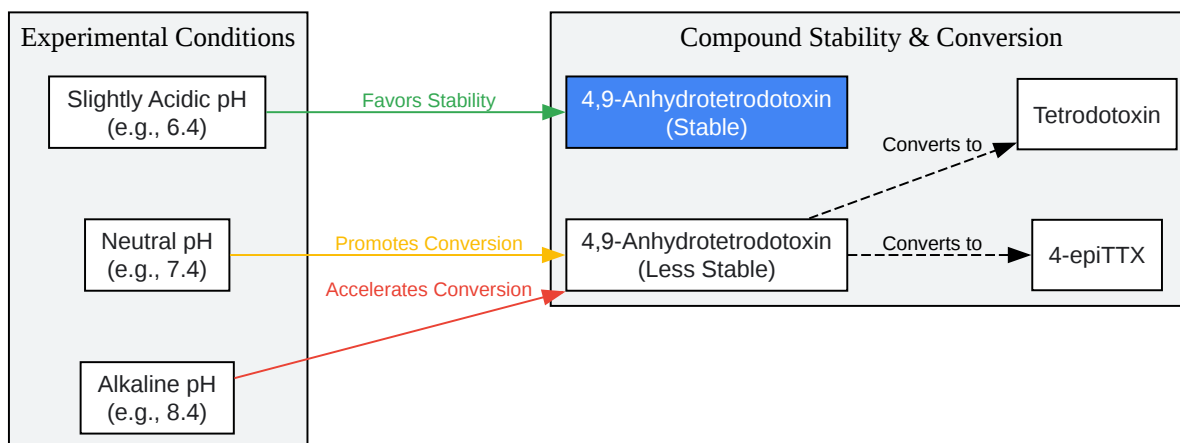 Experimental Conditions
Compound Stability & Conversion
Slightly Acidic pH
(e.g., 6.4)
Favors Stability
4,9-Anhydrotetrodotoxin
(Stable)
Tetrodotoxin
Converts to
Neutral pH
(e.g., 7.4)
Promotes Conversion
4,9-Anhydrotetrodotoxin
(Less Stable)
Converts to
4-epiTTX
Accelerates Conversion
Alkaline pH
(e.g., 8.4)